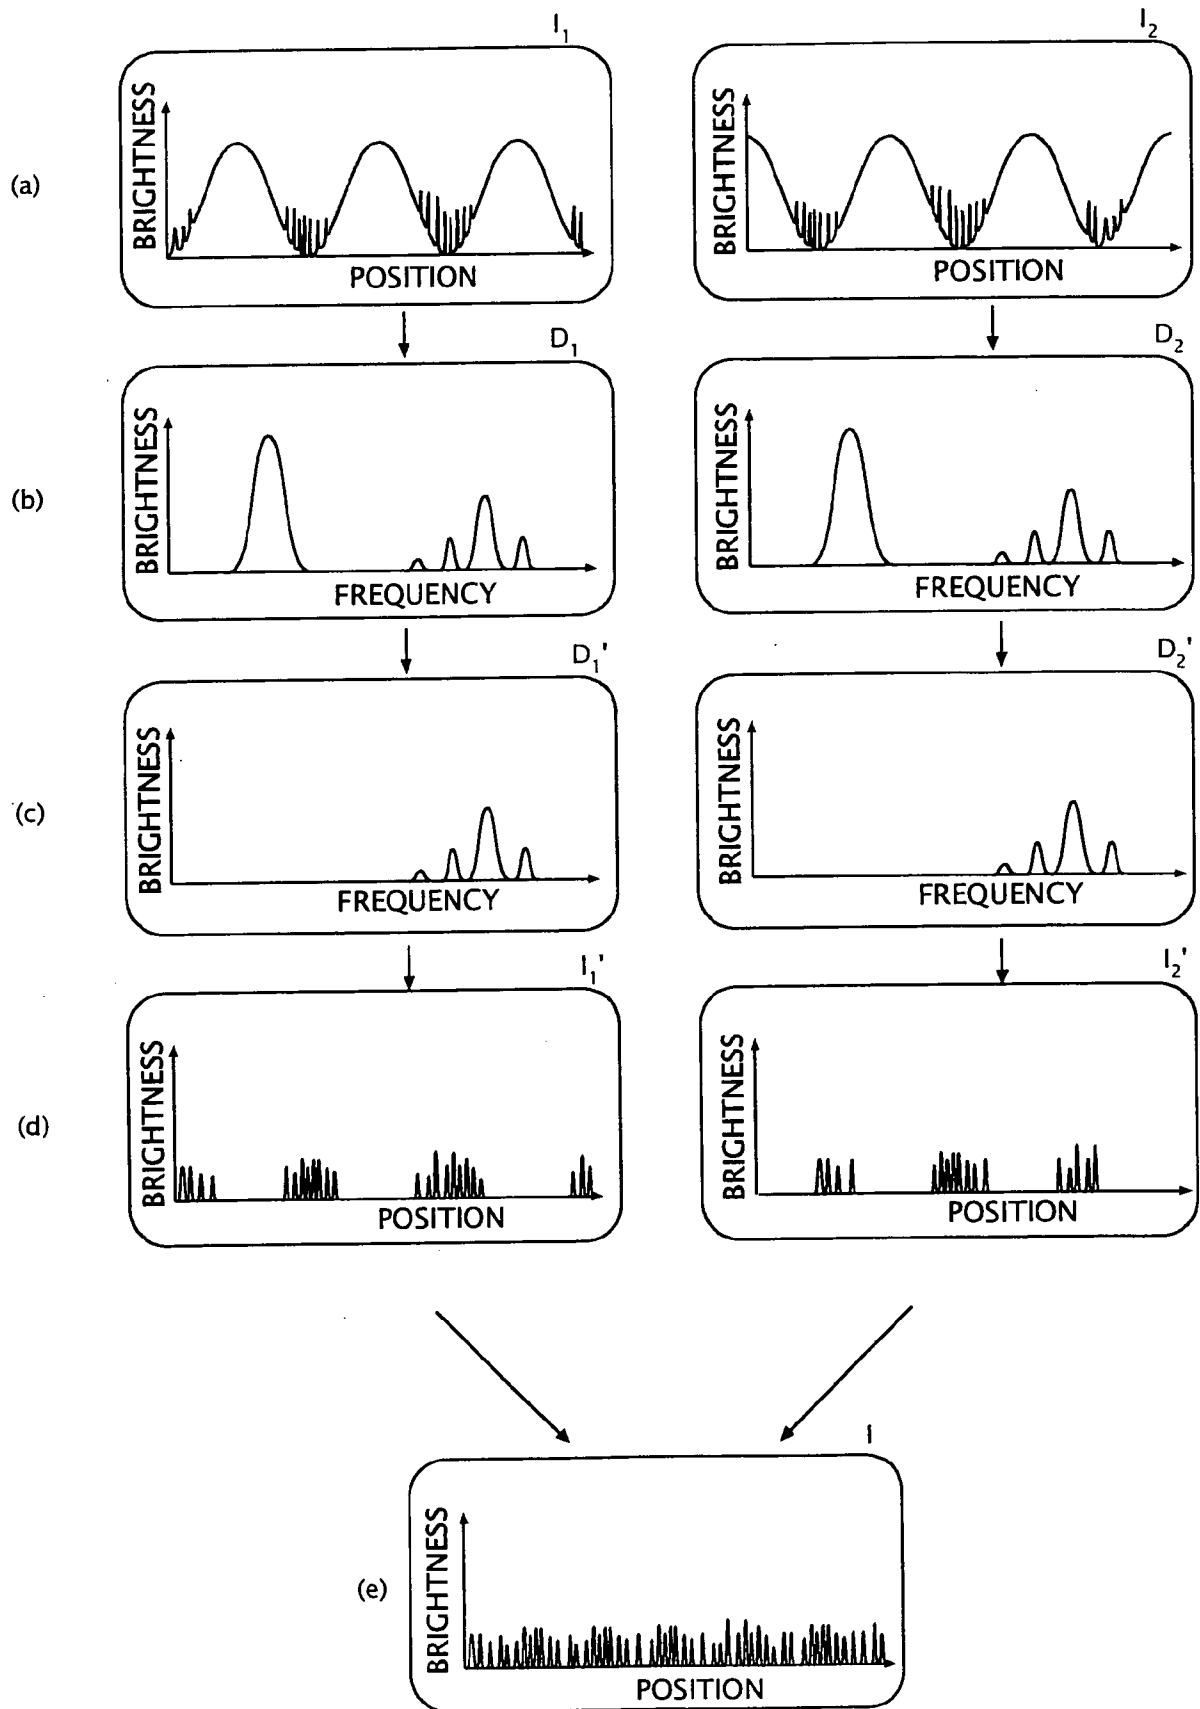 I₁
I₂
(a)
BRIGHTNESS
POSITION
BRIGHTNESS
POSITION
D₁
D₂
(b)
BRIGHTNESS
FREQUENCY
BRIGHTNESS
FREQUENCY
D₁'
D₂'
(c)
BRIGHTNESS
FREQUENCY
BRIGHTNESS
FREQUENCY
I₁'
I₂'
(d)
BRIGHTNESS
POSITION
BRIGHTNESS
POSITION
I
(e)
BRIGHTNESS
POSITION